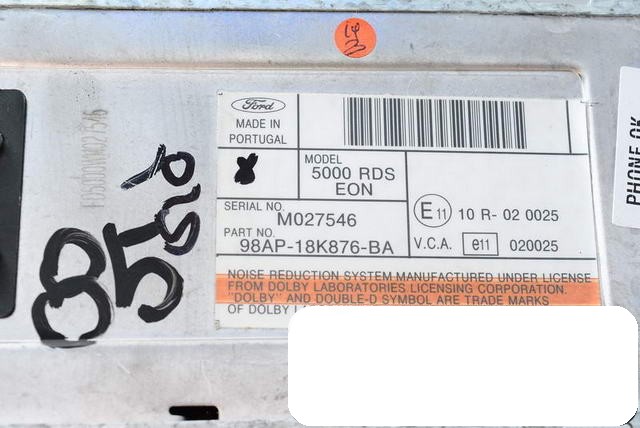 Ford
MADE IN
PORTUGAL
MODEL
5000 RDS
EON
SERIAL NO.
M027546
PART NO.
98AP-18K876-BA
E 11 10 R- 02 0025
V.C.A. e11 020025
NOISE REDUCTION SYSTEM MANUFACTURED UNDER LICENSE
FROM DOLBY LABORATORIES LICENSING CORPORATION.
"DOLBY" AND DOUBLE-D SYMBOL ARE TRADE MARKS
OF DOLBY
PHONE OK